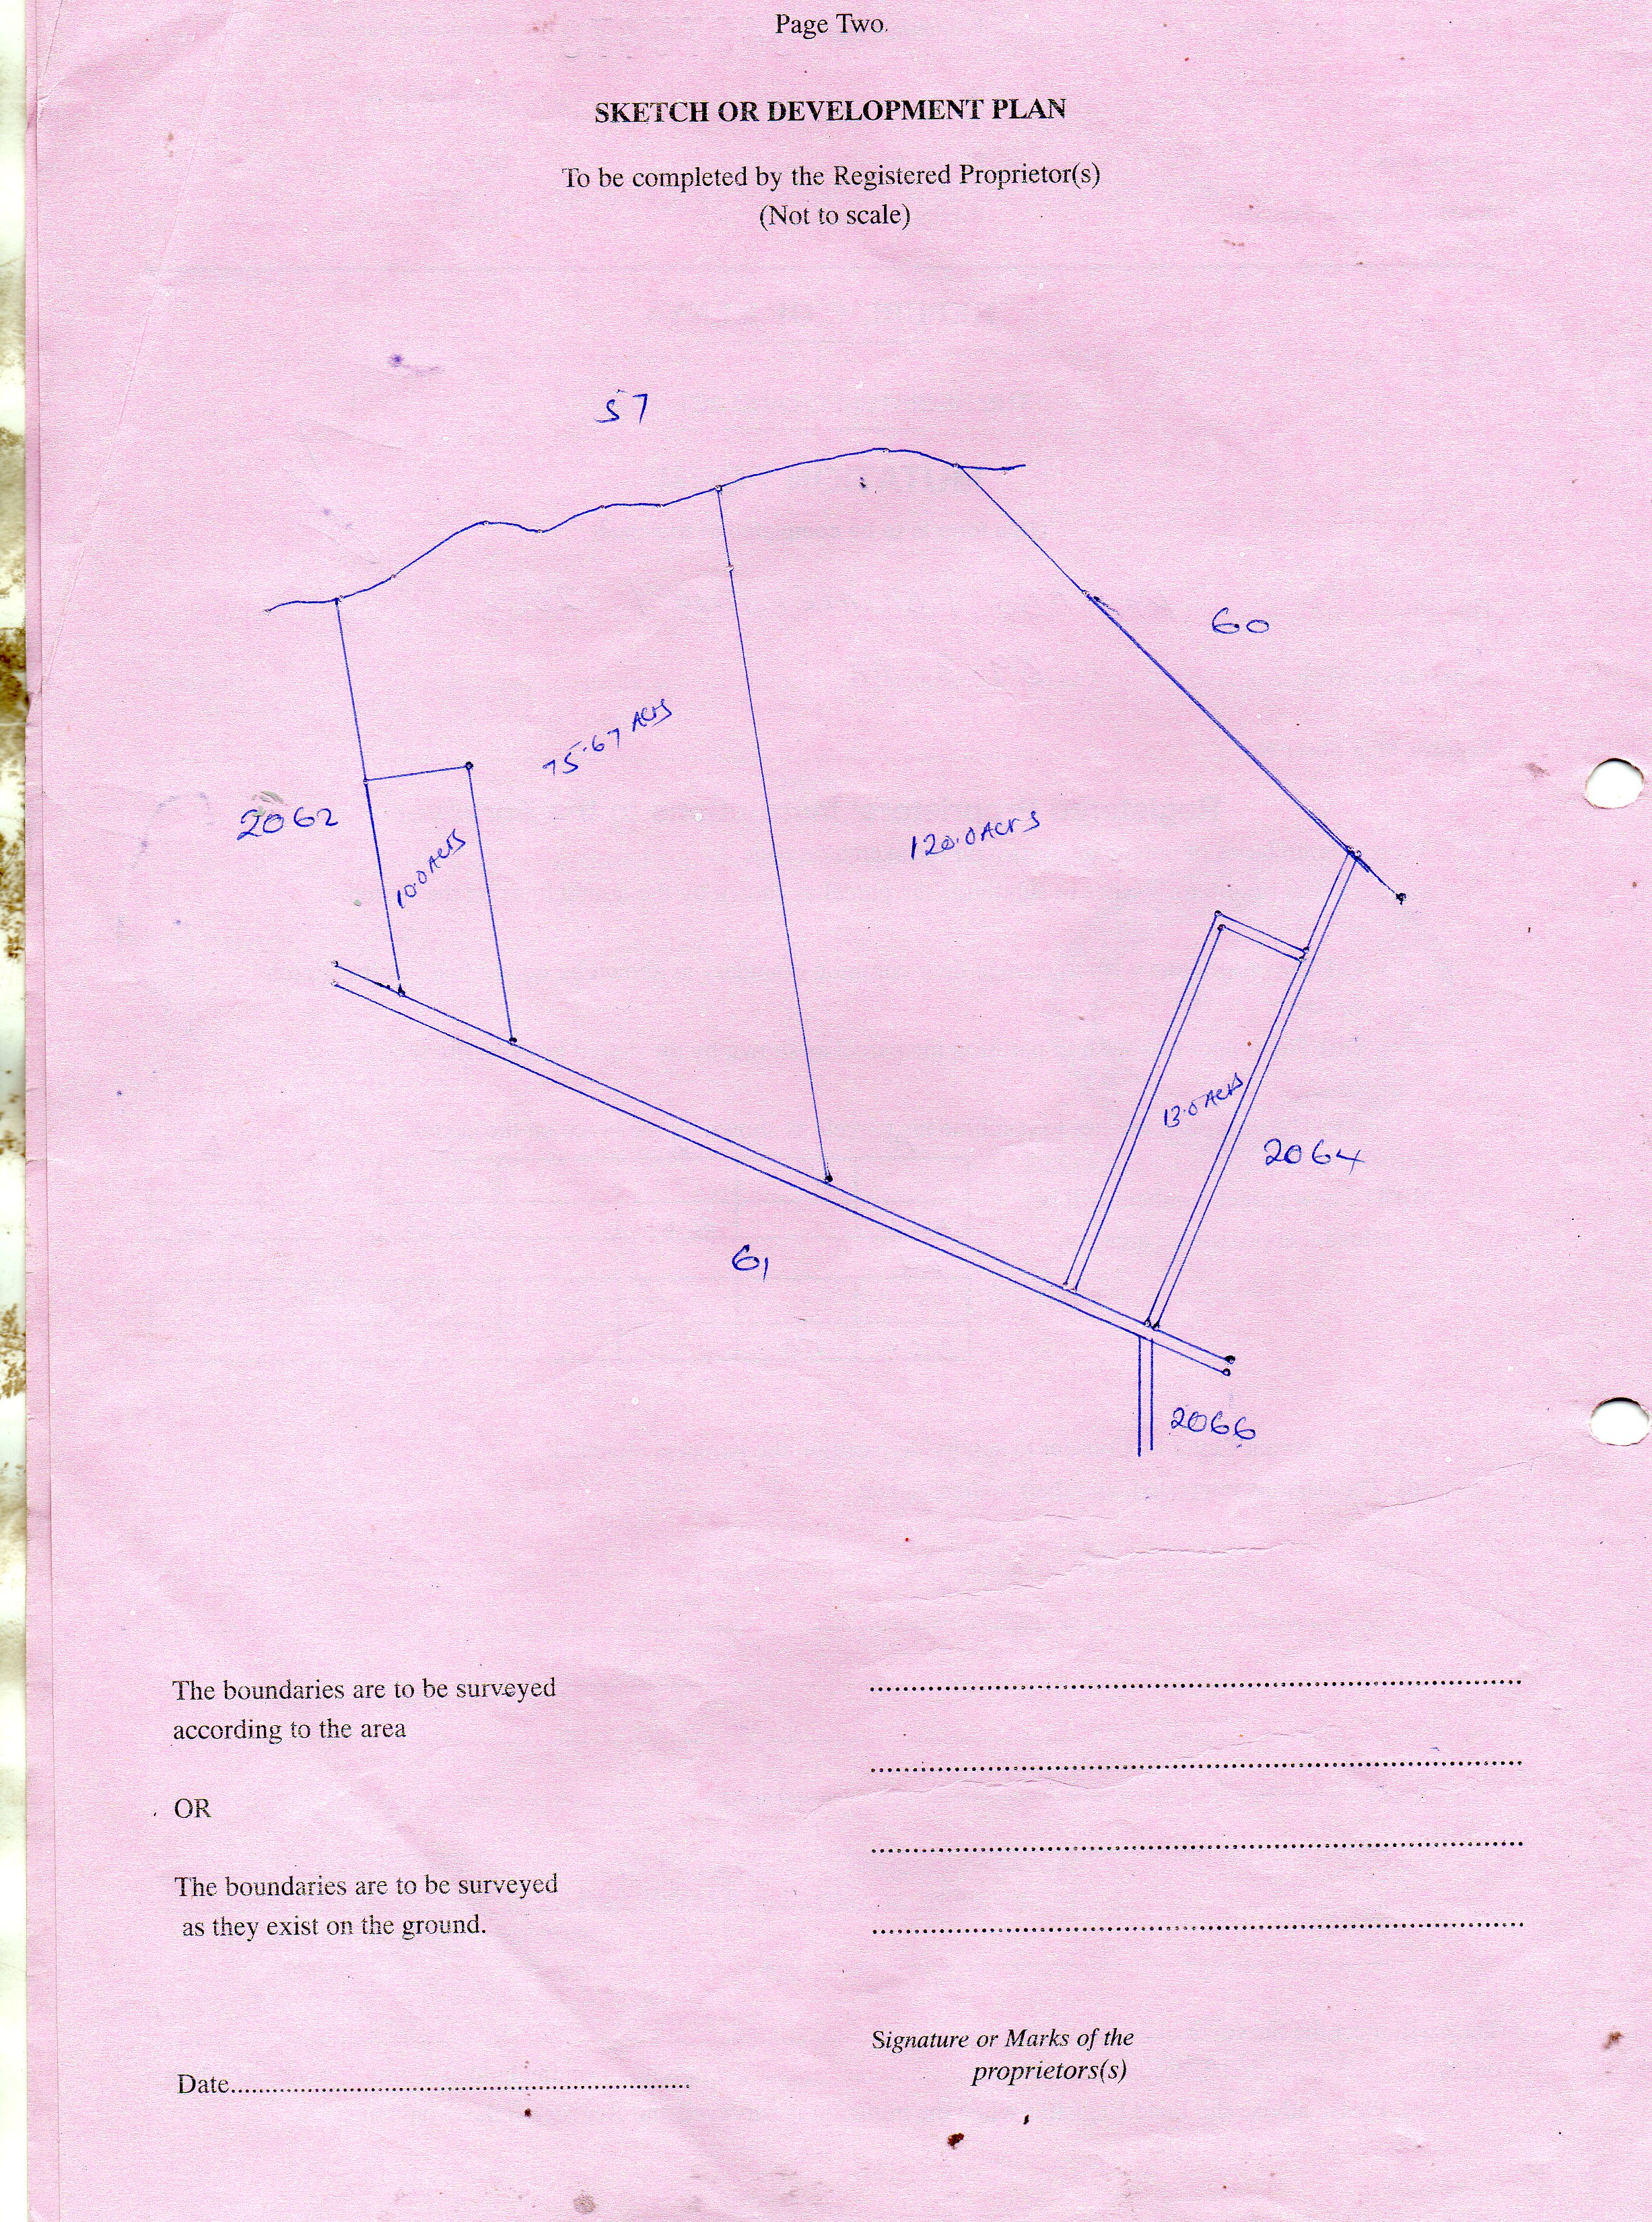 Page Two.
SKETCH OR DEVELOPMENT PLAN
To be completed by the Registered Proprietor(s)
(Not to scale)
57
60
75.67 Acrs
2062
120.0 Acrs
10.0 Acrs
13.0 Acrs
2064
61
2066
The boundaries are to be surveyed
according to the area
OR
The boundaries are to be surveyed
as they exist on the ground.
Signature or Marks of the
proprietors(s)
Date